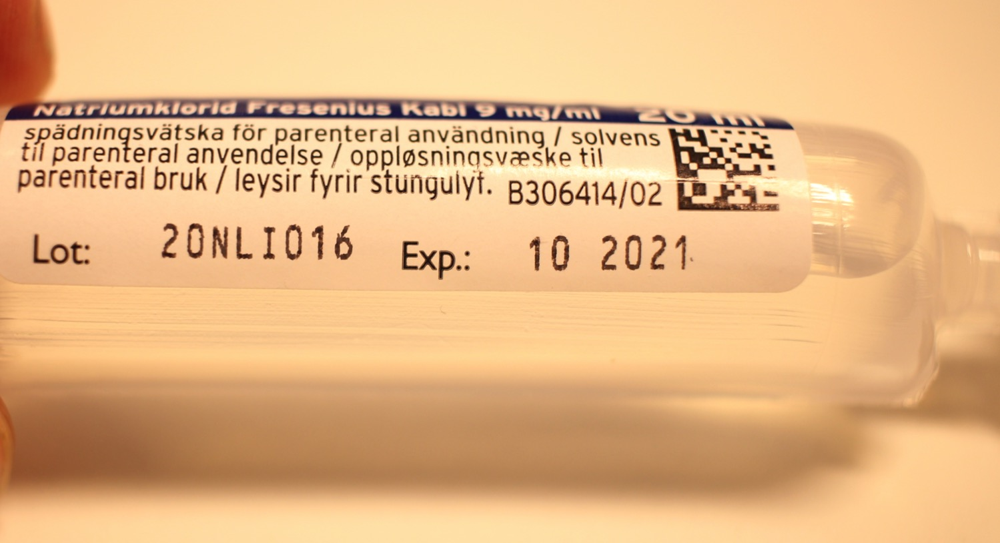 Natriumklorid Fresenius Kabi 9 mg/ml 20 ml
spädningsvätska för parenteral användning / solvens
til parenteral anvendelse / oppløsningsvæske til
parenteral bruk / leysir fyrir stungulyf. B306414/02
Lot: 20NLI016 Exp.: 10 2021